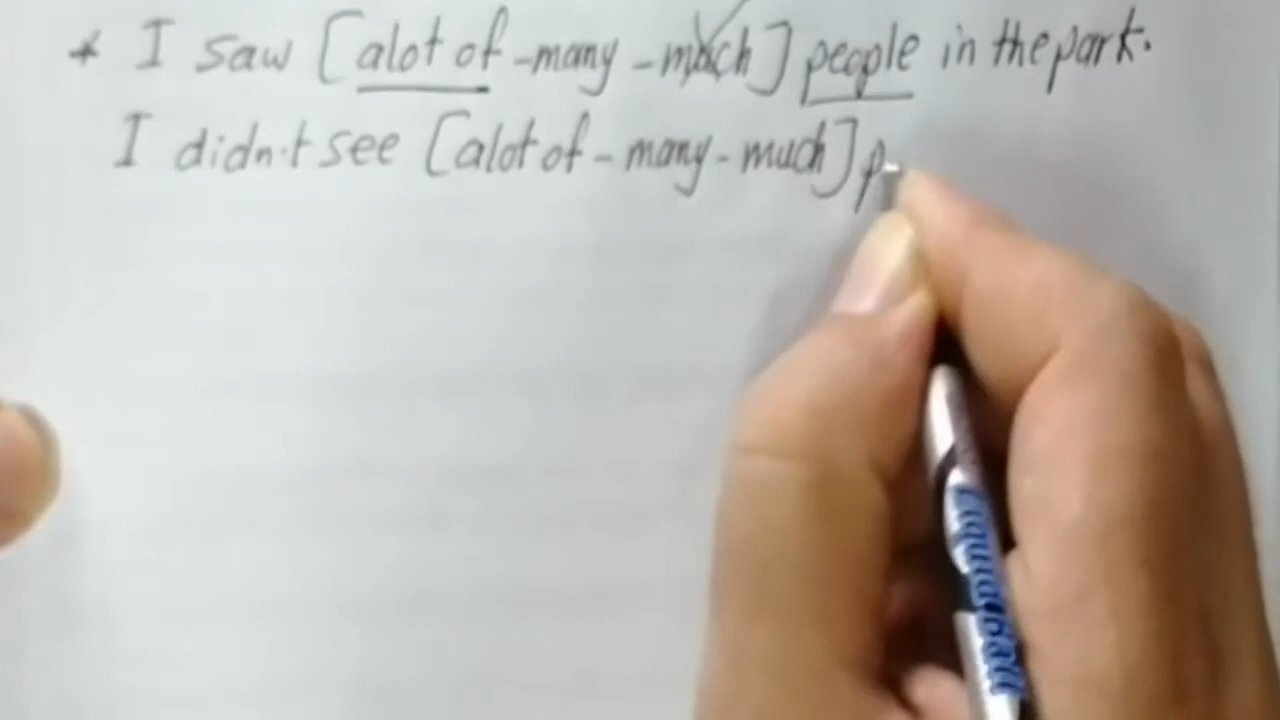 * I saw [alot of - many - much] people in the park.
I didn't see [alot of - many - much] p